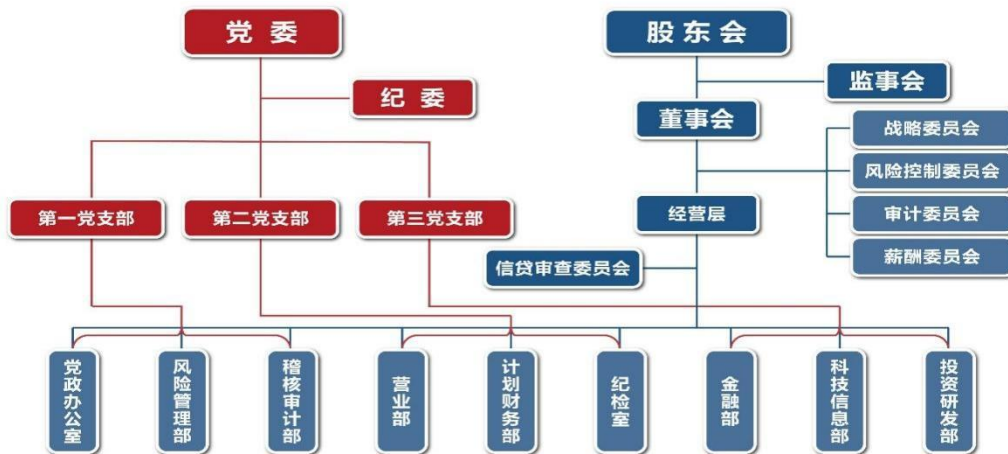 党委
股东会
监事会
纪委
董事会
战略委员会
风险控制委员会
第一党支部
第二党支部
第三党支部
经营层
审计委员会
信贷审查委员会
薪酬委员会
党政办公室
风险管理部
稽核审计部
营业部
计划财务部
纪检室
金融部
科技信息部
投资研发部